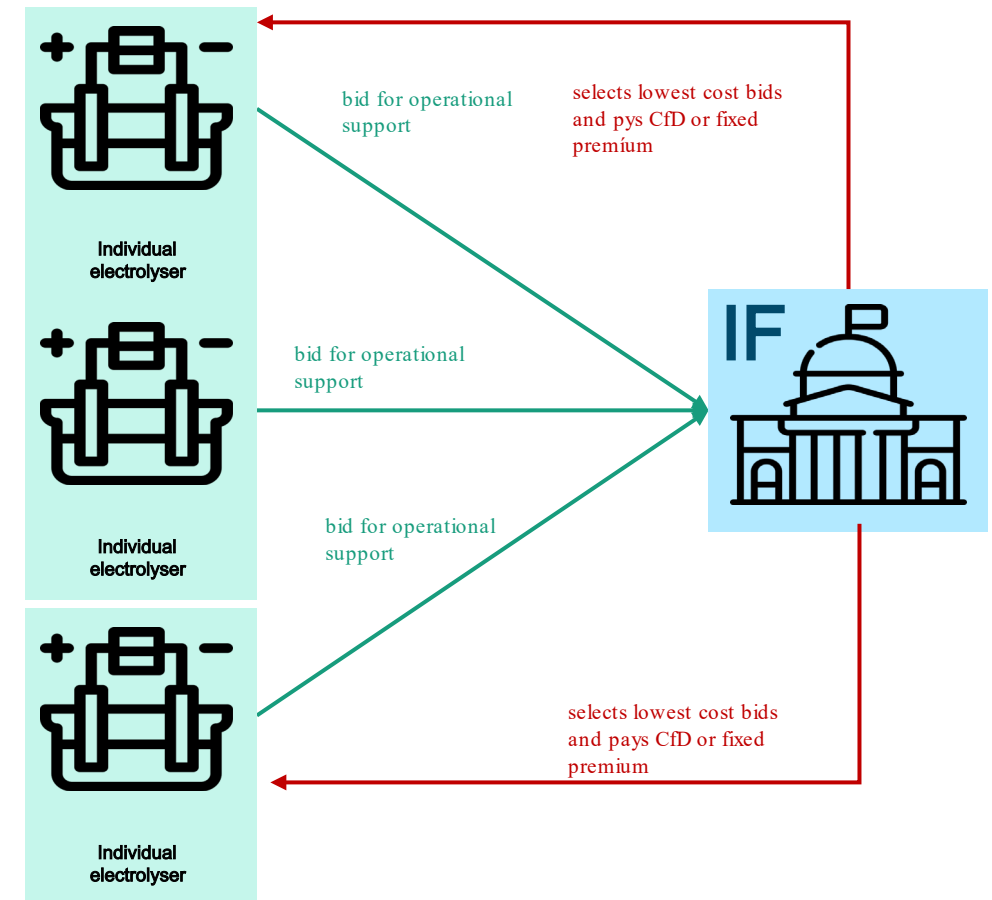 bid for operational
support
selects lowest cost bids
and pys CfD or fixed
premíum
Individual
electrolyser
IF
bid for operational
support
Individual
electrolyser
bid for operational
support
selects lowest cost bids
and pays CfD or fixed
premium
Individual
electrolyser